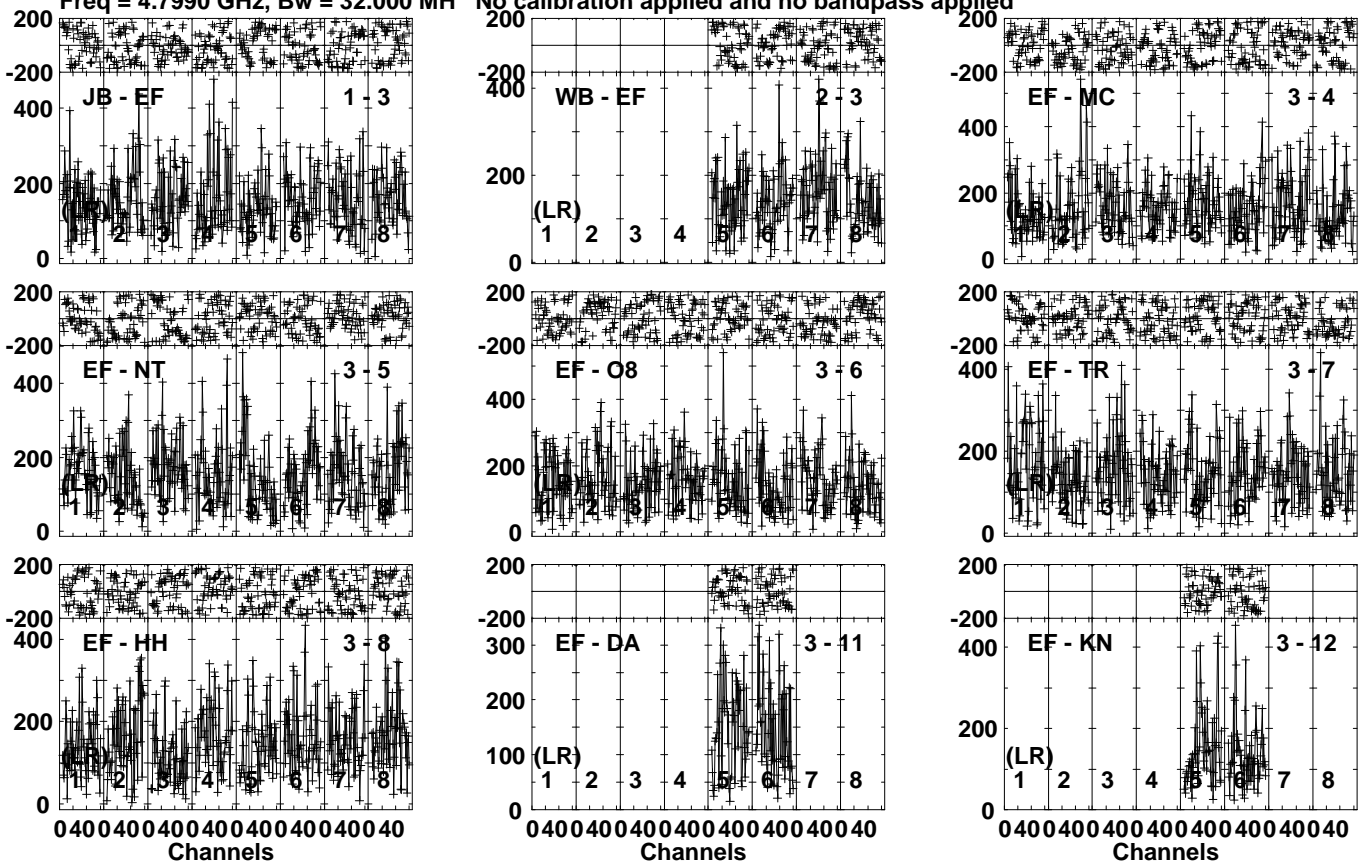 Freq = 4.7990 GHz, Bw = 32.000 MH No calibration applied and no bandpass applied
200 200 200
-200 -200 -200
JB - EF 1 - 3 WB - EF 2 - 3 EF - MC 3 - 4
400 400 400
200 200 200
(LR) (LR) (LR)
1 2 3 4 5 6 7 8 1 2 3 4 5 6 7 8 1 2 3 4 5 6 7 8
0 0 0
200 200 200
-200 -200 -200
EF - NT 3 - 5 EF - O8 3 - 6 EF - TR 3 - 7
400 400 400
200 200 200
(LR) (LR) (LR)
1 2 3 4 5 6 7 8 1 2 3 4 5 6 7 8 1 2 3 4 5 6 7 8
0 0 0
200 200 200
-200 -200 -200
EF - HH 3 - 8 EF - DA 3 - 11 EF - KN 3 - 12
400 300 400
200 200 200
100
(LR) (LR) (LR)
1 2 3 4 5 6 7 8 1 2 3 4 5 6 7 8 1 2 3 4 5 6 7 8
0 0 0
0 40 0 40 0 40 0 40 0 40 0 40 0 40 0 40 0 40 0 40 0 40 0 40 0 40 0 40 0 40 0 40 0 40 0 40 0 40 0 40 0 40 0 40 0 40 0 40
Channels Channels Channels